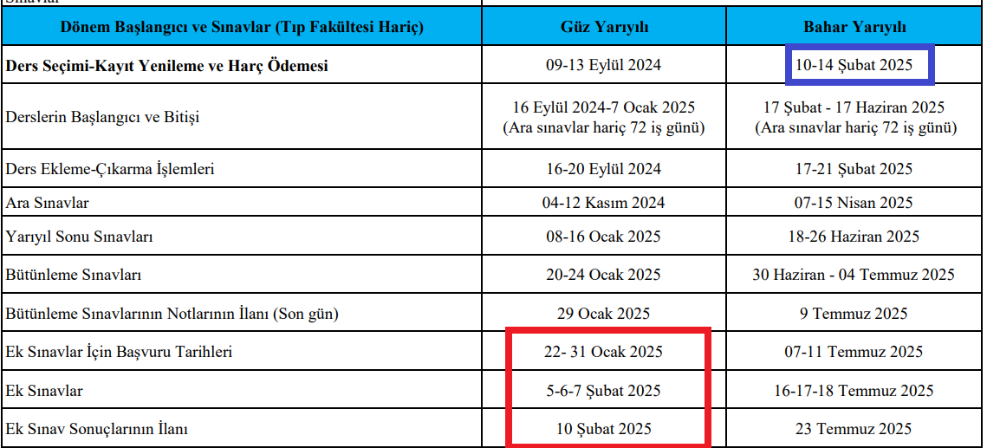 Sınavlar
Dönem Başlangıcı ve Sınavlar (Tıp Fakültesi Hariç) Güz Yarıyılı Bahar Yarıyılı
Ders Seçimi-Kayıt Yenileme ve Harç Ödemesi 09-13 Eylül 2024 10-14 Şubat 2025
Derslerin Başlangıcı ve Bitişi 16 Eylül 2024-7 Ocak 2025 17 Şubat - 17 Haziran 2025
(Ara sınavlar hariç 72 iş günü) (Ara sınavlar hariç 72 iş günü)
Ders Ekleme-Çıkarma İşlemleri 16-20 Eylül 2024 17-21 Şubat 2025
Ara Sınavlar 04-12 Kasım 2024 07-15 Nisan 2025
Yarıyıl Sonu Sınavları 08-16 Ocak 2025 18-26 Haziran 2025
Bütünleme Sınavları 20-24 Ocak 2025 30 Haziran - 04 Temmuz 2025
Bütünleme Sınavlarının Notlarının İlanı (Son gün) 29 Ocak 2025 9 Temmuz 2025
Ek Sınavlar İçin Başvuru Tarihleri 22- 31 Ocak 2025 07-11 Temmuz 2025
Ek Sınavlar 5-6-7 Şubat 2025 16-17-18 Temmuz 2025
Ek Sınav Sonuçlarının İlanı 10 Şubat 2025 23 Temmuz 2025